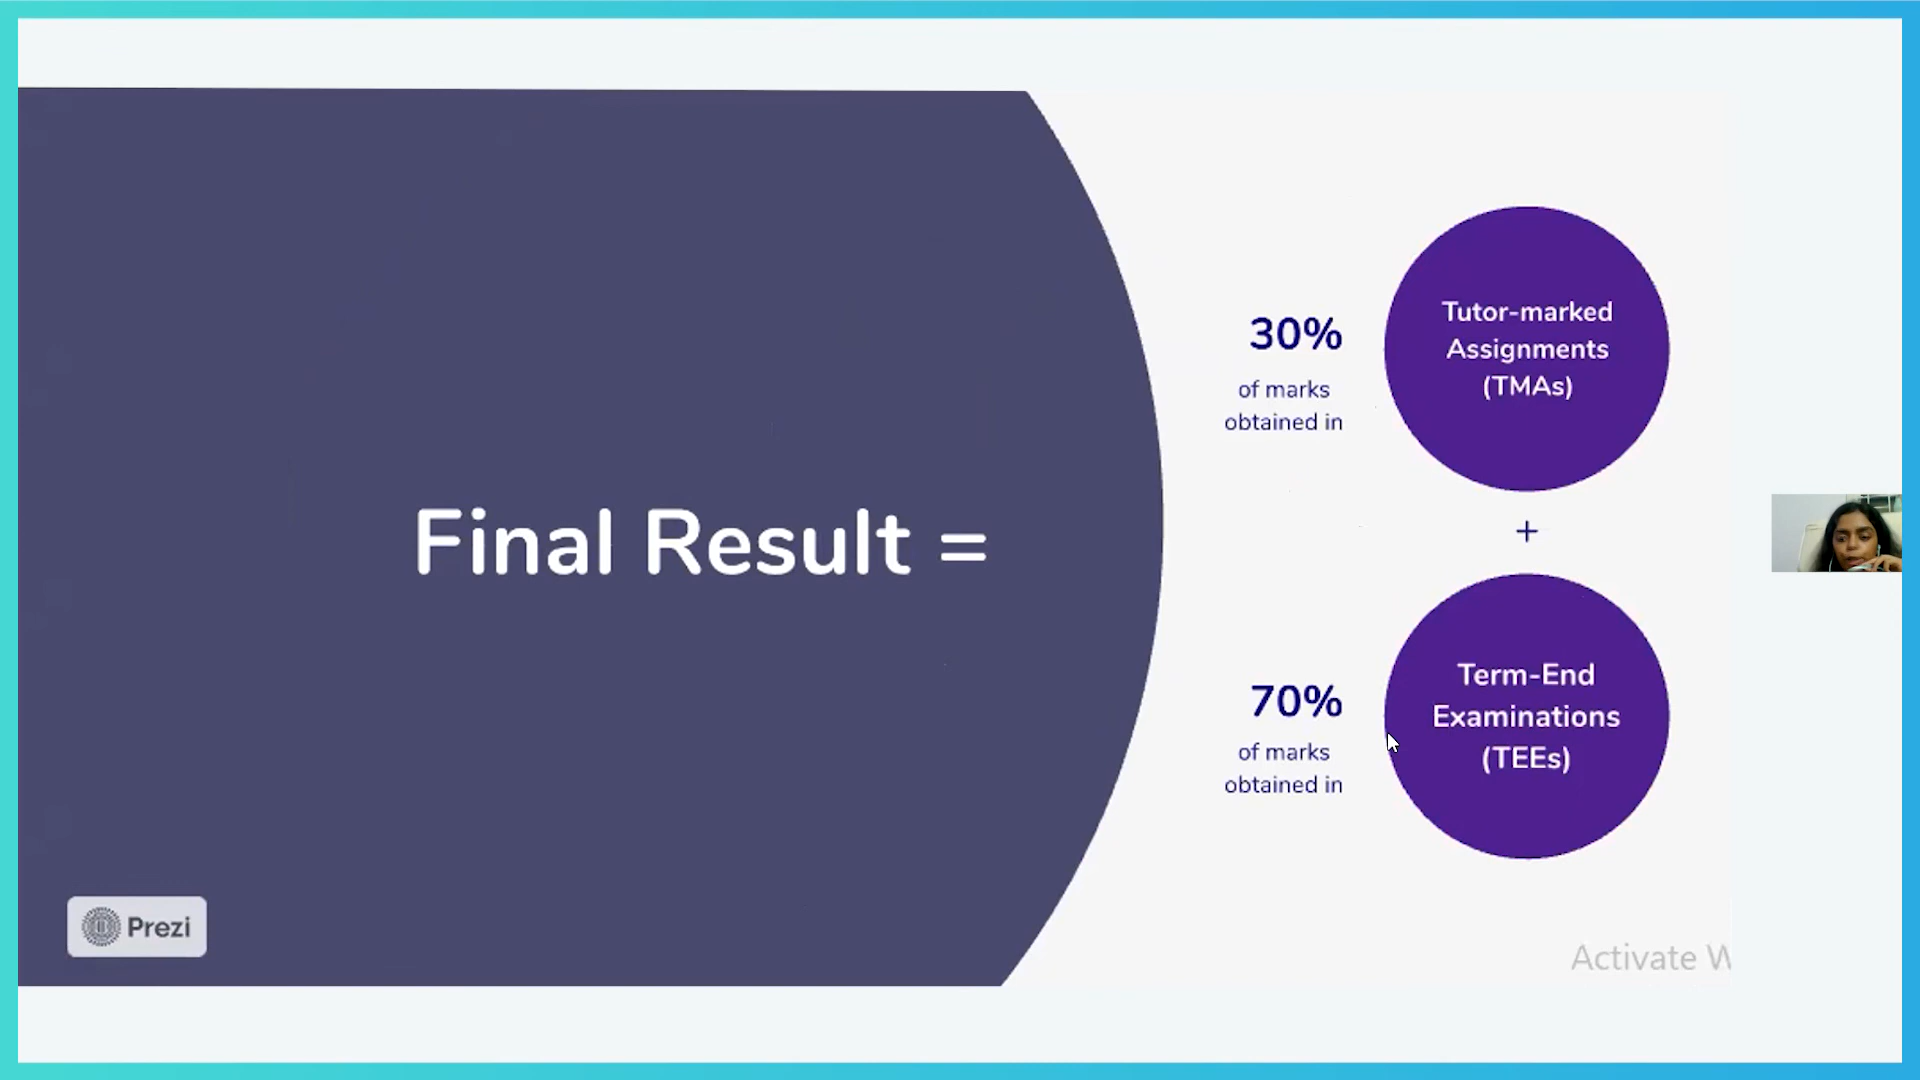 Final Result =
30%
of marks
obtained in
Tutor-marked
Assignments
(TMAs)
+
70%
of marks
obtained in
Term-End
Examinations
(TEEs)
Prezi
Activate W